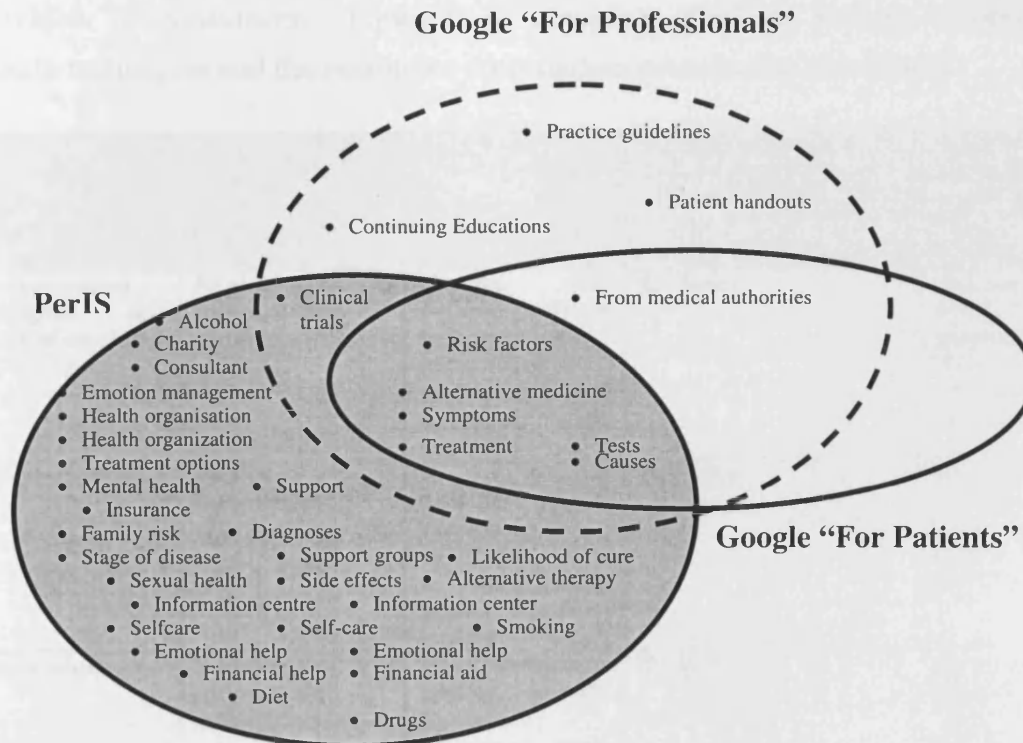 Google “For Professionals”
• Practice guidelines
• Patient handouts
• Continuing Educations
PerIS
• Clinical
trials
• From medical authorities
• Alcohol
• Charity
• Consultant
• Risk factors
• Emotion management
• Alternative medicine
• Health organisation
• Symptoms
• Health organization
• Treatment
• Tests
• Treatment options
• Causes
• Mental health
• Support
• Insurance
• Family risk
• Diagnoses
Google “For Patients”
• Stage of disease
• Support groups
• Likelihood of cure
• Sexual health
• Side effects
• Alternative therapy
• Information centre
• Information center
• Selfcare
• Self-care
• Smoking
• Emotional help
• Emotional help
• Financial help
• Financial aid
• Diet
• Drugs